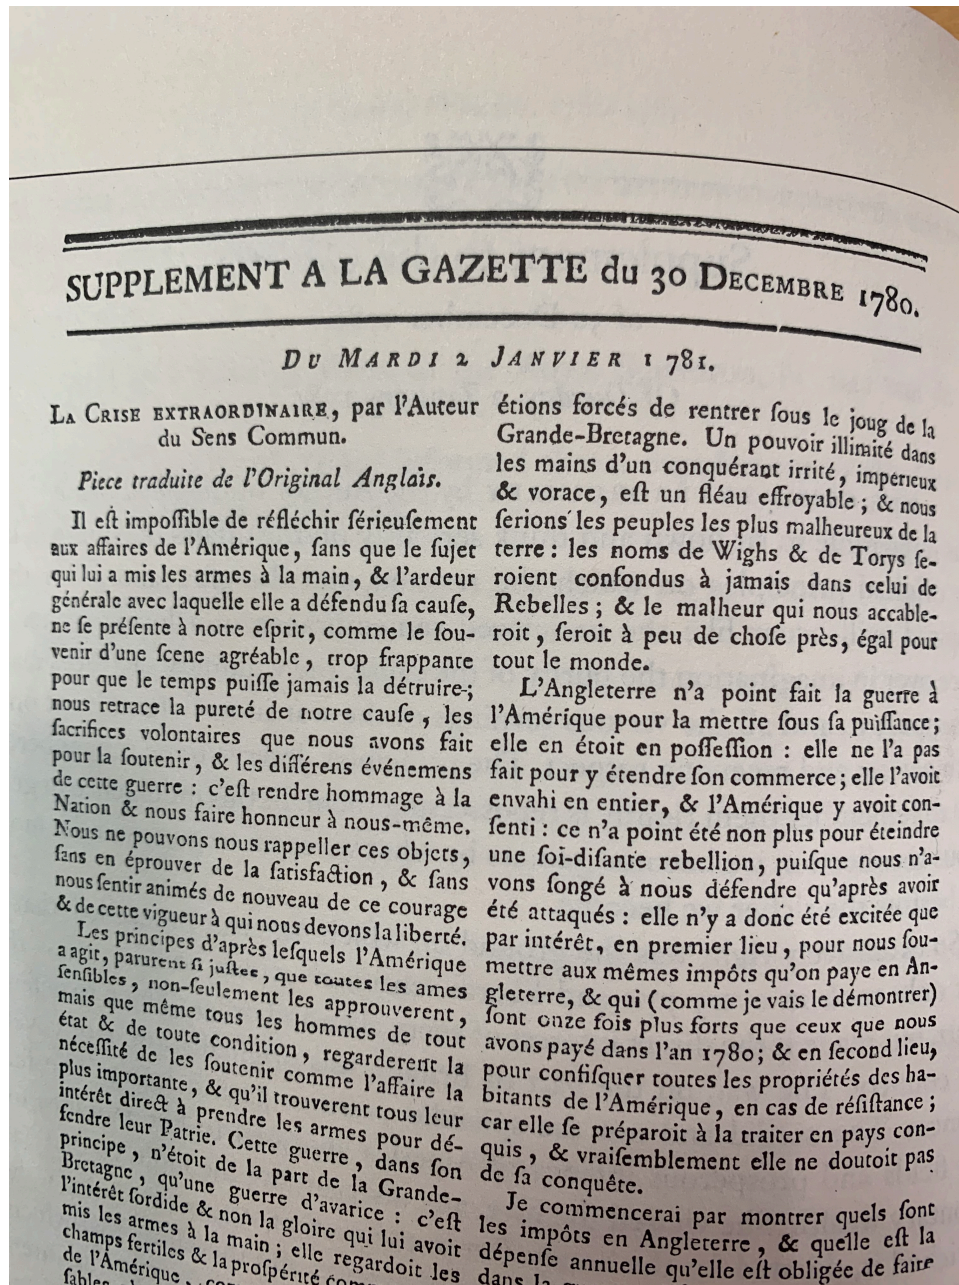 SUPPLEMENT A LA GAZETTE du 30 DECEMBRE 1780.
DU MARDI 2 JANVIER 1781.
LA CRISE EXTRAORDINAIRE, par l'Auteur
du Sens Commun.
Piece traduite de l'Original Anglais.
Il eſt impoſſible de réfléchir férieuſement
aux affaires de l'Amérique, ſans que le ſujet
qui lui a mis les armes à la main, & l'ardeur
générale avec laquelle elle a défendu ſa cauſe,
ne ſe préſente à notre eſprit, comme le ſou-
venir d'une ſcene agréable, trop frappante
pour que le temps puiſſe jamais la détruire;
nous retrace la pureté de notre cauſe, les
ſacrifices volontaires que nous avons fait
pour la ſoutenir, & les différens événemens
de cette guerre : c'eſt rendre hommage à la
Nation & nous faire honneur à nous-même.
Nous ne pouvons nous rappeller ces objets,
ſans en éprouver de la ſatisfaction, & ſans
nous ſentir animés de nouveau de ce courage
& de cette vigueur à qui nous devons la liberté.
Les principes d'après leſquels l'Amérique
a agit, parurent ſi juſtes, que toutes les ames
ſenſibles, non-ſeulement les approuverent,
mais que même tous les hommes de tout
état & de toute condition, regarderent la
néceſſité de les ſoutenir comme l'affaire la
plus importante, & qu'il trouverent tous leur
intérêt direct à prendre les armes pour dé-
fendre leur Patrie. Cette guerre, dans ſon
principe, n'étoit de la part de la Grande-
Bretagne, qu'une guerre d'avarice : c'eſt
l'intérêt ſordide & non la gloire qui lui avoit
mis les armes à la main; elle regardoit les
champs fertiles & la proſpérité
de l'Amérique,
étions forcés de rentrer ſous le joug de la
Grande-Bretagne. Un pouvoir illimité dans
les mains d'un conquérant irrité, impérieux
& vorace, eſt un fléau effroyable; & nous
ſerions les peuples les plus malheureux de la
terre : les noms de Wighs & de Torys ſe-
roient confondus à jamais dans celui de
Rebelles; & le malheur qui nous accable-
roit, ſeroit à peu de choſe près, égal pour
tout le monde.
L'Angleterre n'a point fait la guerre à
l'Amérique pour la mettre ſous ſa puiſſance;
elle en étoit en poſſeſſion : elle ne l'a pas
fait pour y étendre ſon commerce; elle l'avoit
envahi en entier, & l'Amérique y avoit con-
ſenti : ce n'a point été non plus pour éteindre
une ſoi-diſante rebellion, puiſque nous n'a-
vons ſongé à nous défendre qu'après avoir
été attaqués : elle n'y a donc été excitée que
par intérêt, en premier lieu, pour nous ſou-
mettre aux mêmes impôts qu'on paye en An-
gleterre, & qui (comme je vais le démontrer)
ſont onze fois plus forts que ceux que nous
avons payé dans l'an 1780; & en ſecond lieu,
pour confiſquer toutes les propriétés des ha-
bitants de l'Amérique, en cas de réſiſtance;
car elle ſe préparoit à la traiter en pays con-
quis, & vraiſemblement elle ne doutoit pas
de ſa conquête.
Je commencerai par montrer quels ſont
les impôts en Angleterre, & quelle eſt la
dépenſe annuelle qu'elle eſt obligée de faire
dans la